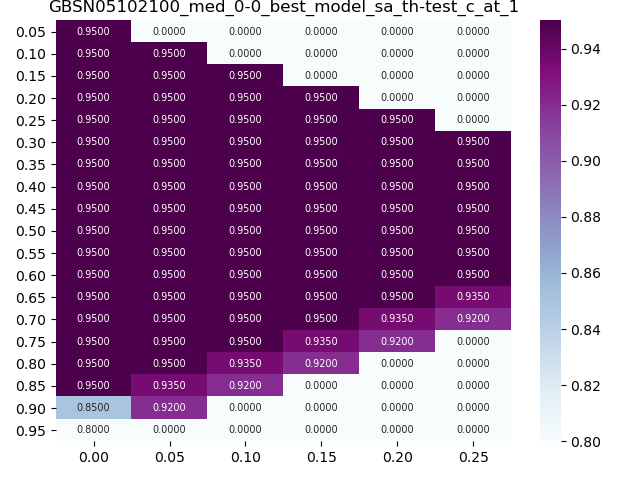 GBSN05102100_med_0-0_best_model_sa_th-test_c_at_1
0.05 0.9500 0.0000 0.0000 0.0000 0.0000 0.0000
0.10 0.9500 0.9500 0.0000 0.0000 0.0000 0.0000
0.15 0.9500 0.9500 0.9500 0.0000 0.0000 0.0000
0.20 0.9500 0.9500 0.9500 0.9500 0.0000 0.0000
0.25 0.9500 0.9500 0.9500 0.9500 0.9500 0.0000
0.30 0.9500 0.9500 0.9500 0.9500 0.9500 0.9500
0.35 0.9500 0.9500 0.9500 0.9500 0.9500 0.9500
0.40 0.9500 0.9500 0.9500 0.9500 0.9500 0.9500
0.45 0.9500 0.9500 0.9500 0.9500 0.9500 0.9500
0.50 0.9500 0.9500 0.9500 0.9500 0.9500 0.9500
0.55 0.9500 0.9500 0.9500 0.9500 0.9500 0.9500
0.60 0.9500 0.9500 0.9500 0.9500 0.9500 0.9500
0.65 0.9500 0.9500 0.9500 0.9500 0.9500 0.9350
0.70 0.9500 0.9500 0.9500 0.9500 0.9350 0.9200
0.75 0.9500 0.9500 0.9500 0.9350 0.9200 0.0000
0.80 0.9500 0.9500 0.9350 0.9200 0.0000 0.0000
0.85 0.9500 0.9350 0.9200 0.0000 0.0000 0.0000
0.90 0.8500 0.9200 0.0000 0.0000 0.0000 0.0000
0.95 0.8000 0.0000 0.0000 0.0000 0.0000 0.0000
0.00 0.05 0.10 0.15 0.20 0.25
0.94
0.92
0.90
0.88
0.86
0.84
0.82
0.80